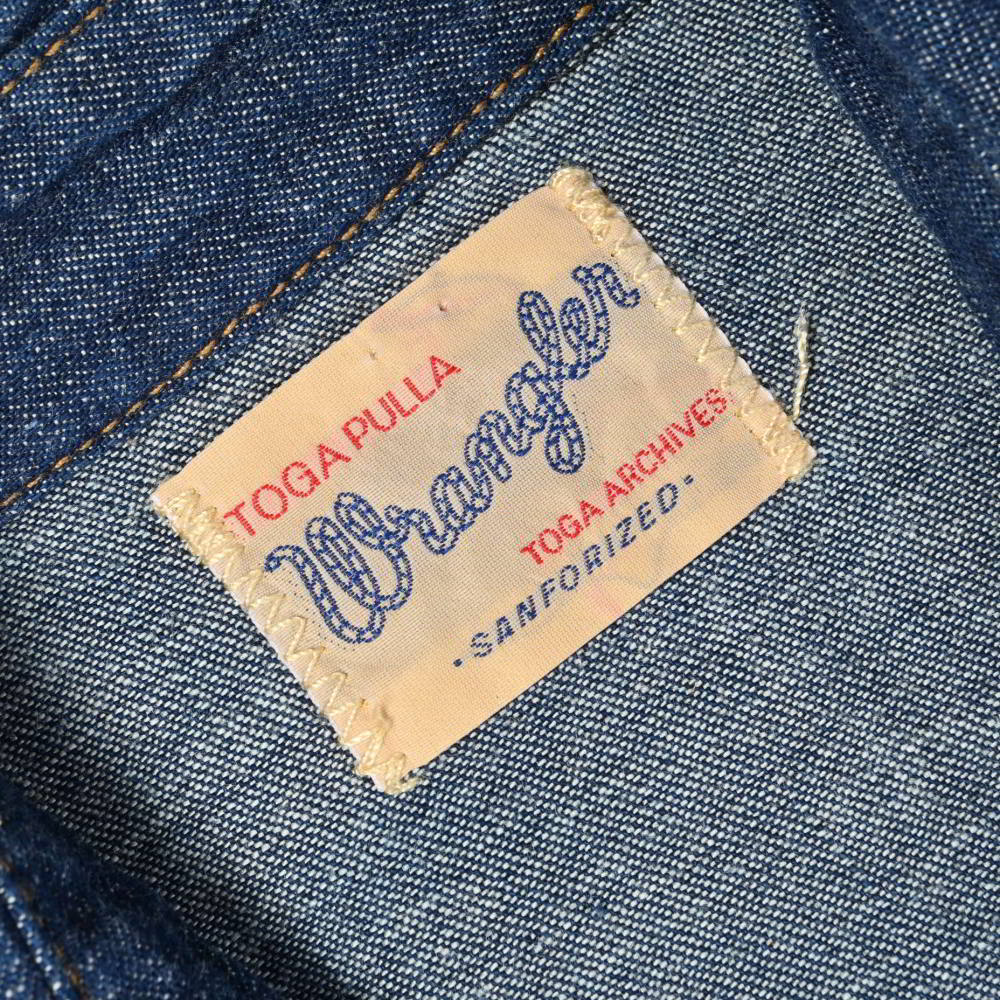 TOGA PULLA
Wrangler
TOGA ARCHIVES
·SANFORIZED·